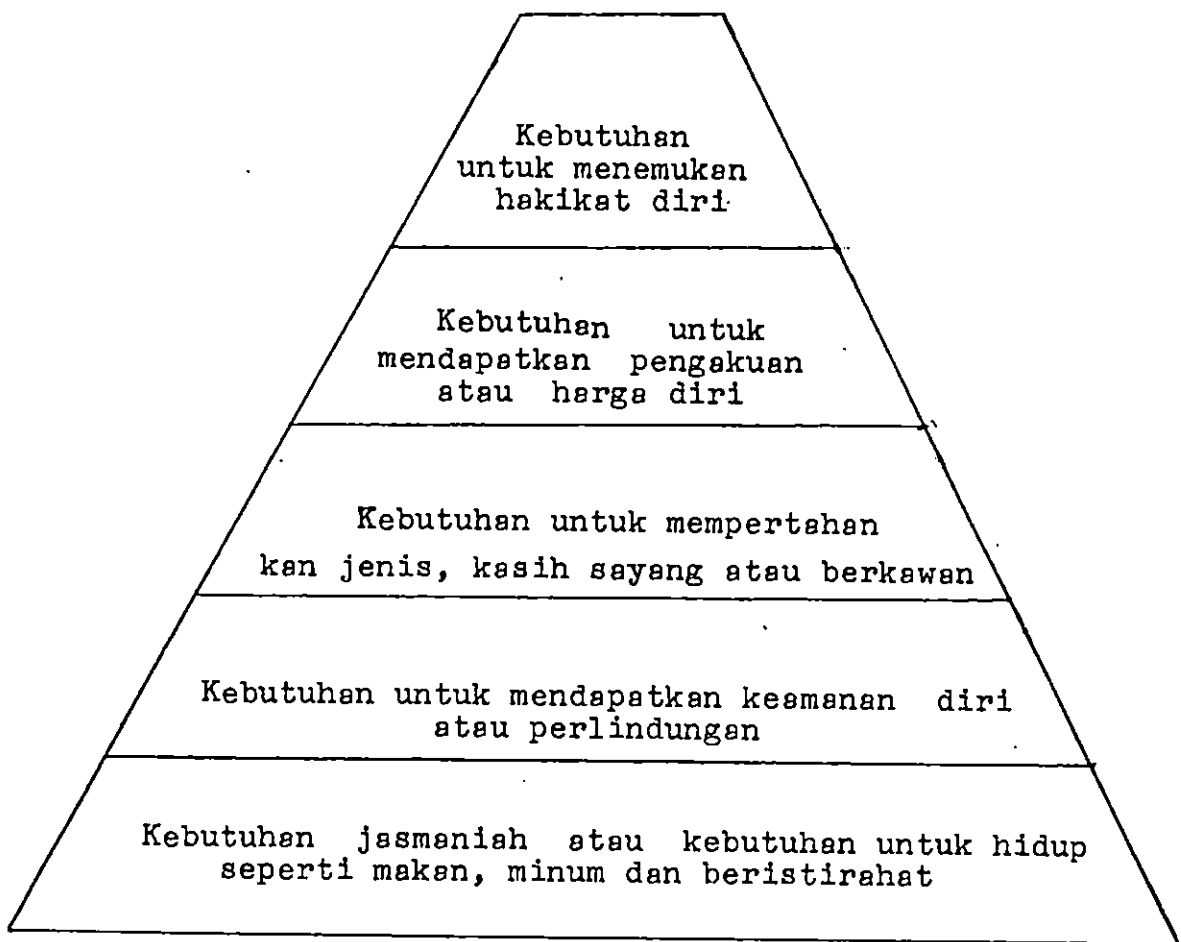 Kebutuhan
untuk menemukan
hakikat diri
Kebutuhan untuk
mendapatkan pengakuan
atau harga diri
Kebutuhan untuk mempertahan
kan jenis, kasih sayang atau berkawan
Kebutuhan untuk mendapatkan keamanan diri
atau perlindungan
Kebutuhan jasmaniah atau kebutuhan untuk hidup
seperti makan, minum dan beristirahat